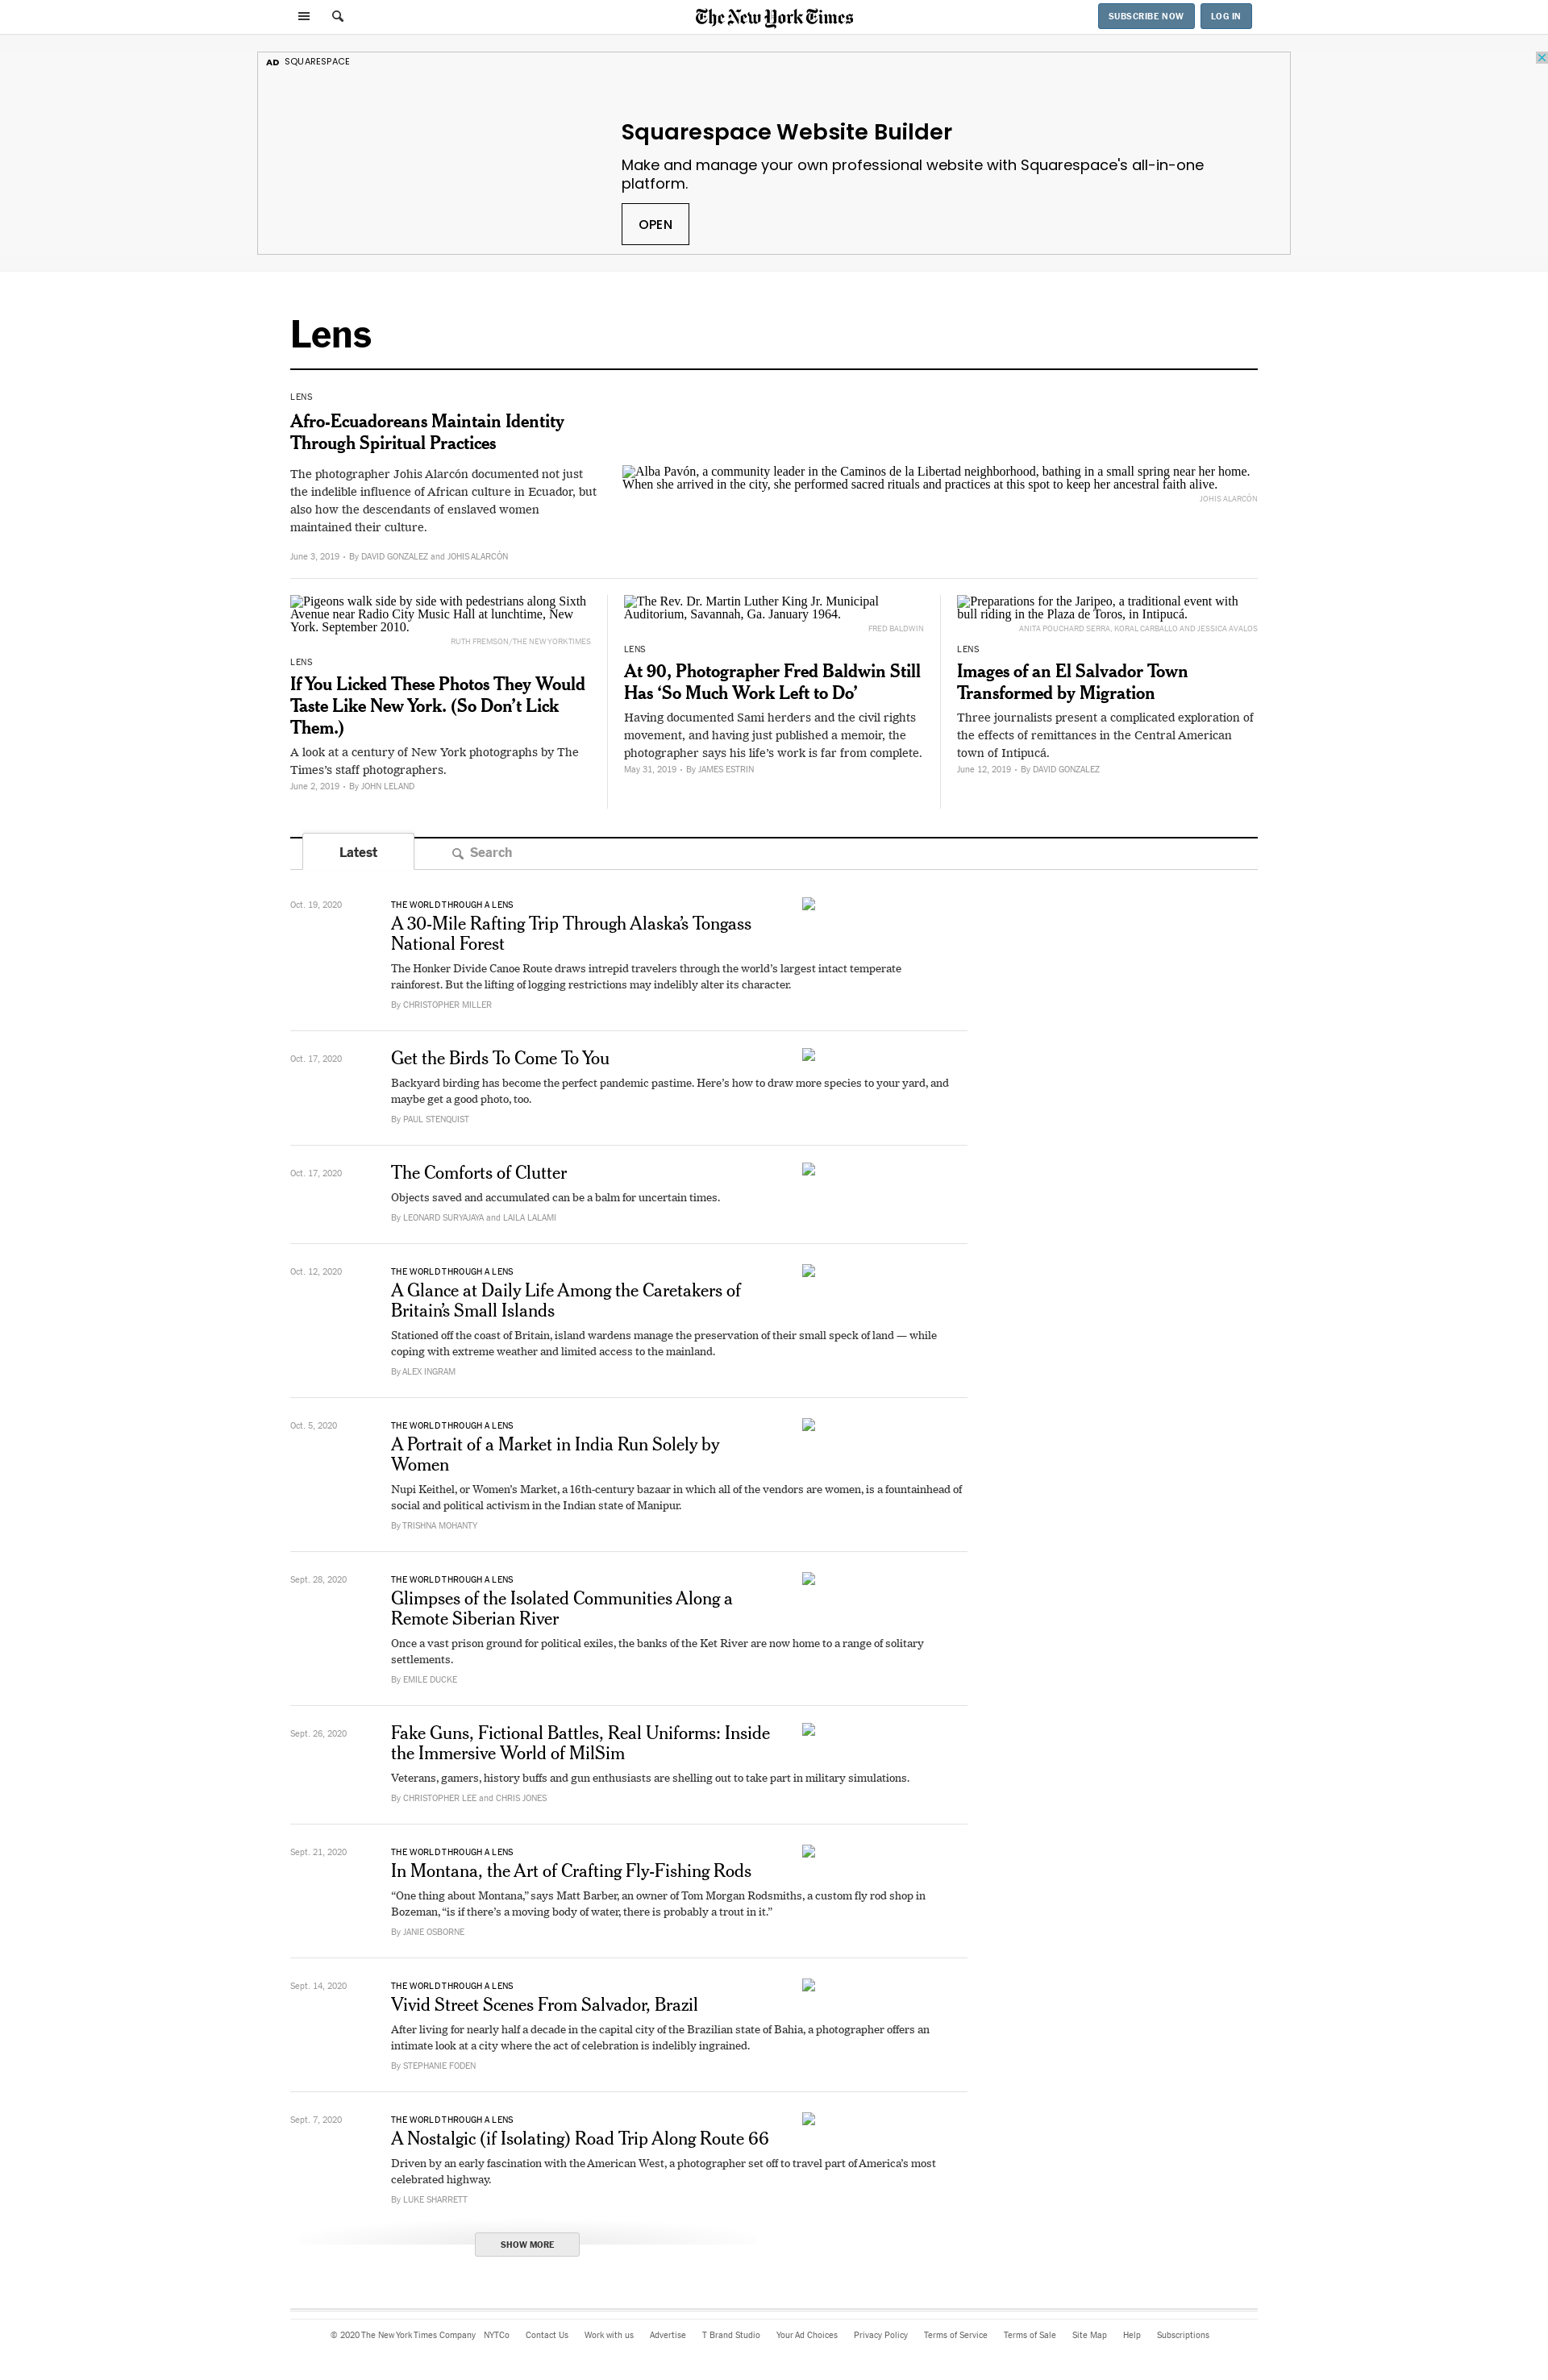 The New York Times
SUBSCRIBE NOW
LOG IN
AD SQUARESPACE
Squarespace Website Builder
Make and manage your own professional website with Squarespace's all-in-one
platform.
OPEN
Lens
LENS
Afro-Ecuadoreans Maintain Identity
Through Spiritual Practices
The photographer Johis Alarcón documented not just
the indelible influence of African culture in Ecuador, but
also how the descendants of enslaved women
maintained their culture.
June 3, 2019 • By DAVID GONZALEZ and JOHIS ALARCÓN
Alba Pavón, a community leader in the Caminos de la Libertad neighborhood, bathing in a small spring near her home.
When she arrived in the city, she performed sacred rituals and practices at this spot to keep her ancestral faith alive.
JOHIS ALARCÓN
Pigeons walk side by side with pedestrians along Sixth
Avenue near Radio City Music Hall at lunchtime, New
York. September 2010.
RUTH FREMSON/THE NEW YORK TIMES
LENS
If You Licked These Photos They Would
Taste Like New York. (So Don’t Lick
Them.)
A look at a century of New York photographs by The
Times’s staff photographers.
June 2, 2019 • By JOHN LELAND
The Rev. Dr. Martin Luther King Jr. Municipal
Auditorium, Savannah, Ga. January 1964.
FRED BALDWIN
LENS
At 90, Photographer Fred Baldwin Still
Has ‘So Much Work Left to Do’
Having documented Sami herders and the civil rights
movement, and having just published a memoir, the
photographer says his life’s work is far from complete.
May 31, 2019 • By JAMES ESTRIN
Preparations for the Jaripeo, a traditional event with
bull riding in the Plaza de Toros, in Intipucá.
ANITA POUCHARD SERRA, KORAL CARBALLO AND JESSICA AVALOS
LENS
Images of an El Salvador Town
Transformed by Migration
Three journalists present a complicated exploration of
the effects of remittances in the Central American
town of Intipucá.
June 12, 2019 • By DAVID GONZALEZ
Latest
Search
Oct. 19, 2020
THE WORLD THROUGH A LENS
A 30-Mile Rafting Trip Through Alaska’s Tongass
National Forest
The Honker Divide Canoe Route draws intrepid travelers through the world’s largest intact temperate
rainforest. But the lifting of logging restrictions may indelibly alter its character.
By CHRISTOPHER MILLER
Oct. 17, 2020
Get the Birds To Come To You
Backyard birding has become the perfect pandemic pastime. Here’s how to draw more species to your yard, and
maybe get a good photo, too.
By PAUL STENQUIST
Oct. 17, 2020
The Comforts of Clutter
Objects saved and accumulated can be a balm for uncertain times.
By LEONARD SURYAJAYA and LAILA LALAMI
Oct. 12, 2020
THE WORLD THROUGH A LENS
A Glance at Daily Life Among the Caretakers of
Britain’s Small Islands
Stationed off the coast of Britain, island wardens manage the preservation of their small speck of land — while
coping with extreme weather and limited access to the mainland.
By ALEX INGRAM
Oct. 5, 2020
THE WORLD THROUGH A LENS
A Portrait of a Market in India Run Solely by
Women
Nupi Keithel, or Women’s Market, a 16th-century bazaar in which all of the vendors are women, is a fountainhead of
social and political activism in the Indian state of Manipur.
By TRISHNA MOHANTY
Sept. 28, 2020
THE WORLD THROUGH A LENS
Glimpses of the Isolated Communities Along a
Remote Siberian River
Once a vast prison ground for political exiles, the banks of the Ket River are now home to a range of solitary
settlements.
By EMILE DUCKE
Sept. 26, 2020
Fake Guns, Fictional Battles, Real Uniforms: Inside
the Immersive World of MilSim
Veterans, gamers, history buffs and gun enthusiasts are shelling out to take part in military simulations.
By CHRISTOPHER LEE and CHRIS JONES
Sept. 21, 2020
THE WORLD THROUGH A LENS
In Montana, the Art of Crafting Fly-Fishing Rods
“One thing about Montana,” says Matt Barber, an owner of Tom Morgan Rodsmiths, a custom fly rod shop in
Bozeman, “is if there’s a moving body of water, there is probably a trout in it.”
By JANIE OSBORNE
Sept. 14, 2020
THE WORLD THROUGH A LENS
Vivid Street Scenes From Salvador, Brazil
After living for nearly half a decade in the capital city of the Brazilian state of Bahia, a photographer offers an
intimate look at a city where the act of celebration is indelibly ingrained.
By STEPHANIE FODEN
Sept. 7, 2020
THE WORLD THROUGH A LENS
A Nostalgic (if Isolating) Road Trip Along Route 66
Driven by an early fascination with the American West, a photographer set off to travel part of America’s most
celebrated highway.
By LUKE SHARRETT
SHOW MORE
© 2020 The New York Times Company NYTCo Contact Us Work with us Advertise T Brand Studio Your Ad Choices Privacy Policy Terms of Service Terms of Sale Site Map Help Subscriptions